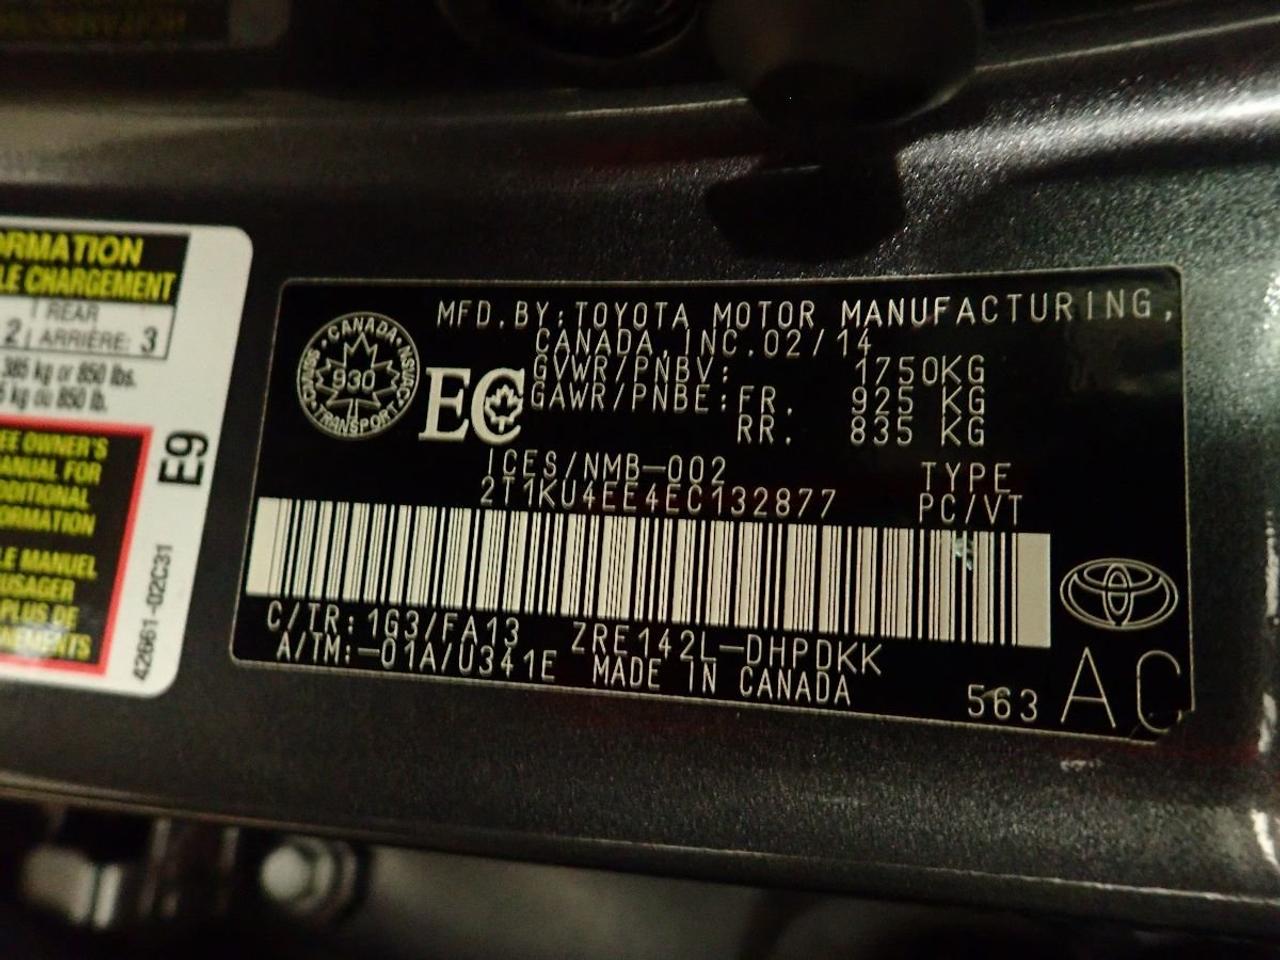 ORMATION
LE CHARGEMENT
REAR
2 ARRIÈRE: 3
385 kg or 850 lbs.
5 kg ou 850 lb.
EE OWNER'S
ANUAL FOR
DDITIONAL
ORMATION
LE MANUEL
USAGER
PLUS DE
NEMENTS
E9
42661-02C31
MFD.BY:TOYOTA MOTOR MANUFACTURING,
CANADA,INC.02/14
GVWR/PNBV: 1750KG
GAWR/PNBE:FR. 925 KG
RR. 835 KG
CANADA
930
TRANSPORT
EC
ICES/NMB-002
2T1KU4EE4EC132877
TYPE
PC/VT
C/TR:1G3/FA13 ZRE142L-DHPDKK
A/TM:-01A/U341E MADE IN CANADA
563 AC